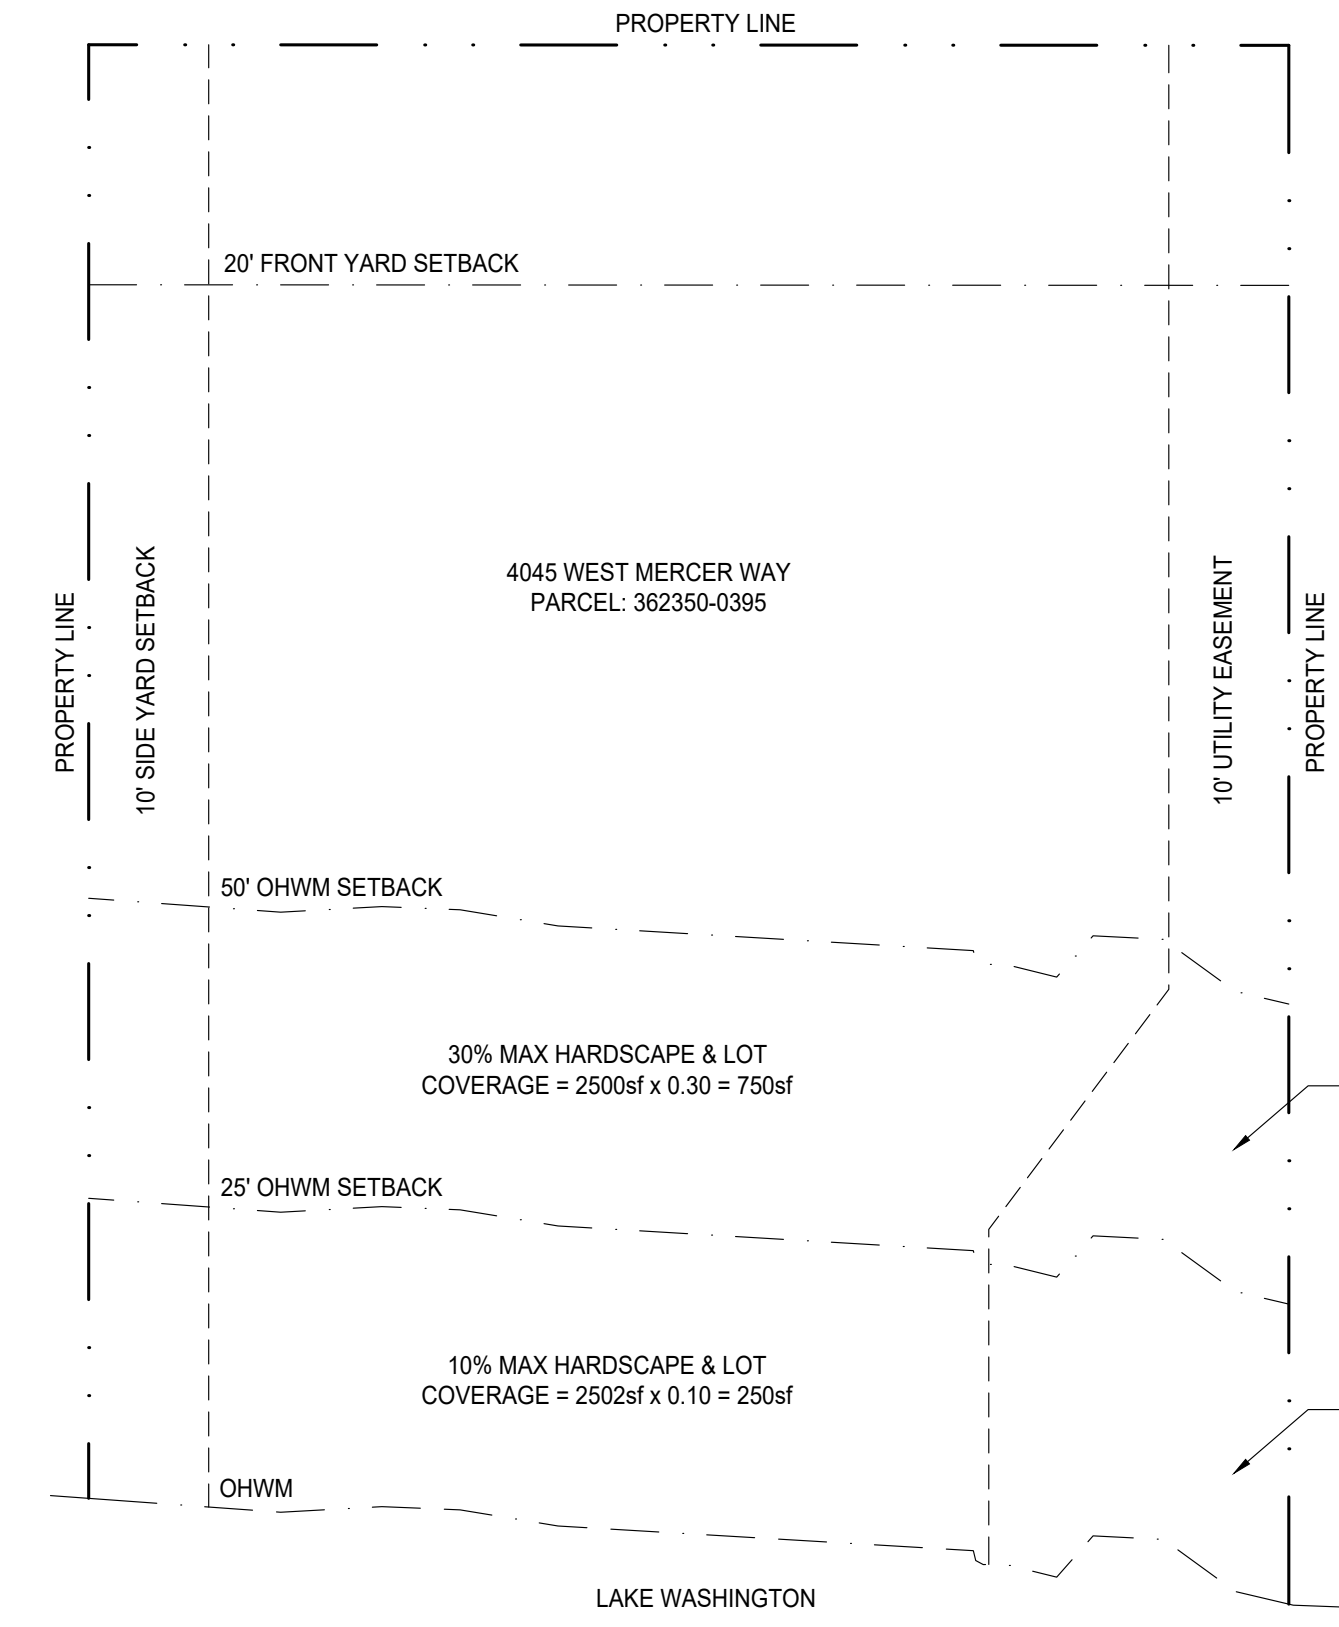 PROPERTY LINE
20' FRONT YARD SETBACK
4045 WEST MERCER WAY
PARCEL: 362350-0395
PROPERTY LINE
10' SIDE YARD SETBACK
10' UTILITY EASEMENT
PROPERTY LINE
50' OHWM SETBACK
30% MAX HARDSCAPE & LOT
COVERAGE = 2500sf x 0.30 = 750sf
25' OHWM SETBACK
10% MAX HARDSCAPE & LOT
COVERAGE = 2502sf x 0.10 = 250sf
OHWM
LAKE WASHINGTON